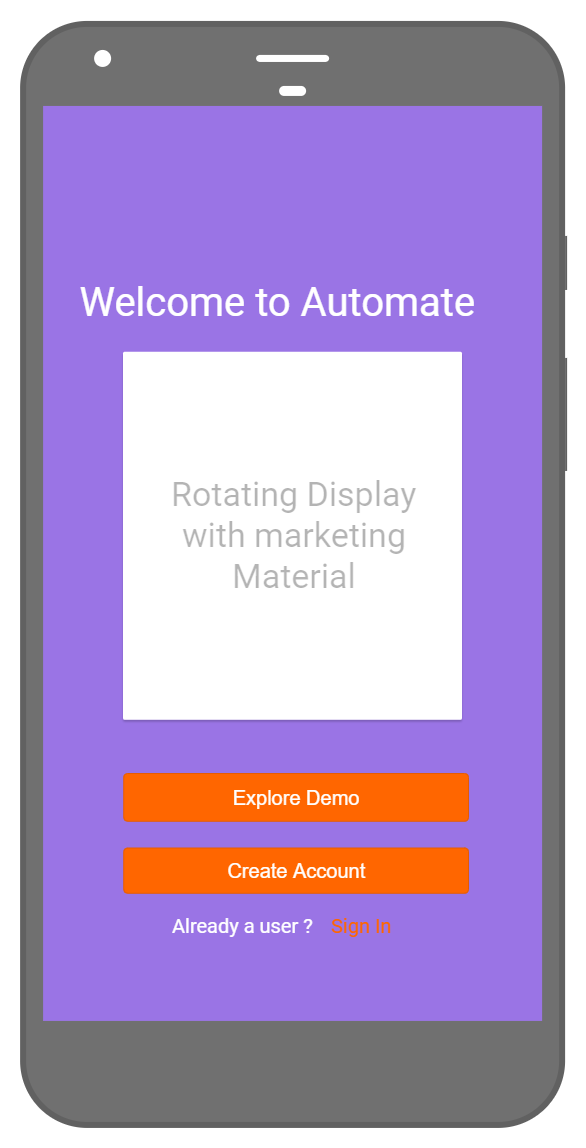 Welcome to Automate
Rotating Display
with marketing
Material
Explore Demo
Create Account
Already a user ? Sign In